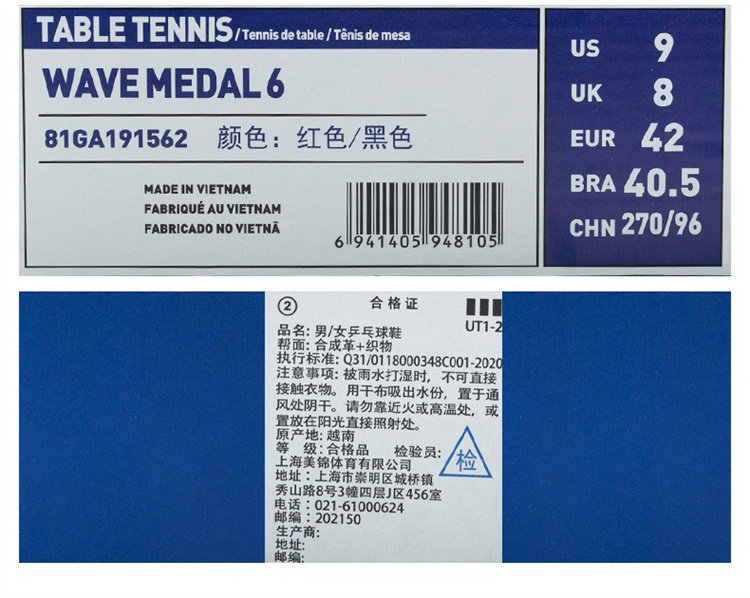 TABLE TENNIS/Tennis de table / Tênis de mesa
WAVE MEDAL 6
81GA191562 颜色：红色/黑色
MADE IN VIETNAM
FABRIQUÉ AU VIETNAM
FABRICADO NO VIETNÃ
6 941405 948105
US 9
UK 8
EUR 42
BRA 40.5
CHN 270/96
② 合格证
UT1-2
品名: 男/女乒乓球鞋
帮面: 合成革+织物
执行标准: Q31/0118000348C001-2020
注意事项: 被雨水打湿时，不可直接
接触衣物。用干布吸出水份，置于通
风处阴干。请勿靠近火或高温处，或
置放在阳光直接照射处。
原产地: 越南
等 级: 合格品 检验员:
检
上海美锦体育有限公司
地址: 上海市崇明区城桥镇
秀山路8号3幢四层J区456室
电话: 021-61000624
邮编: 202150
生产商:
地址:
邮编: